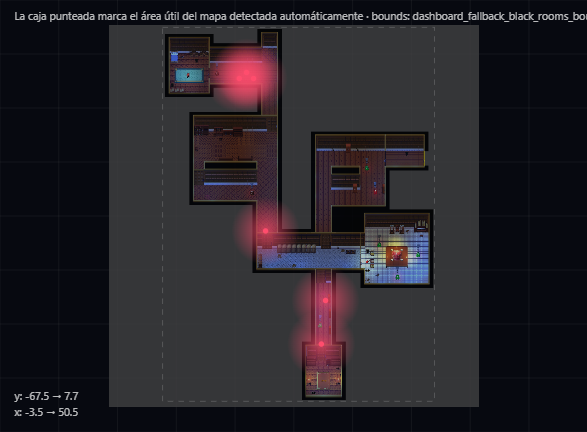 La caja punteada marca el área útil del mapa detectada automáticamente · bounds: dashboard_fallback_black_rooms_bou
y: -67.5 → 7.7
x: -3.5 → 50.5